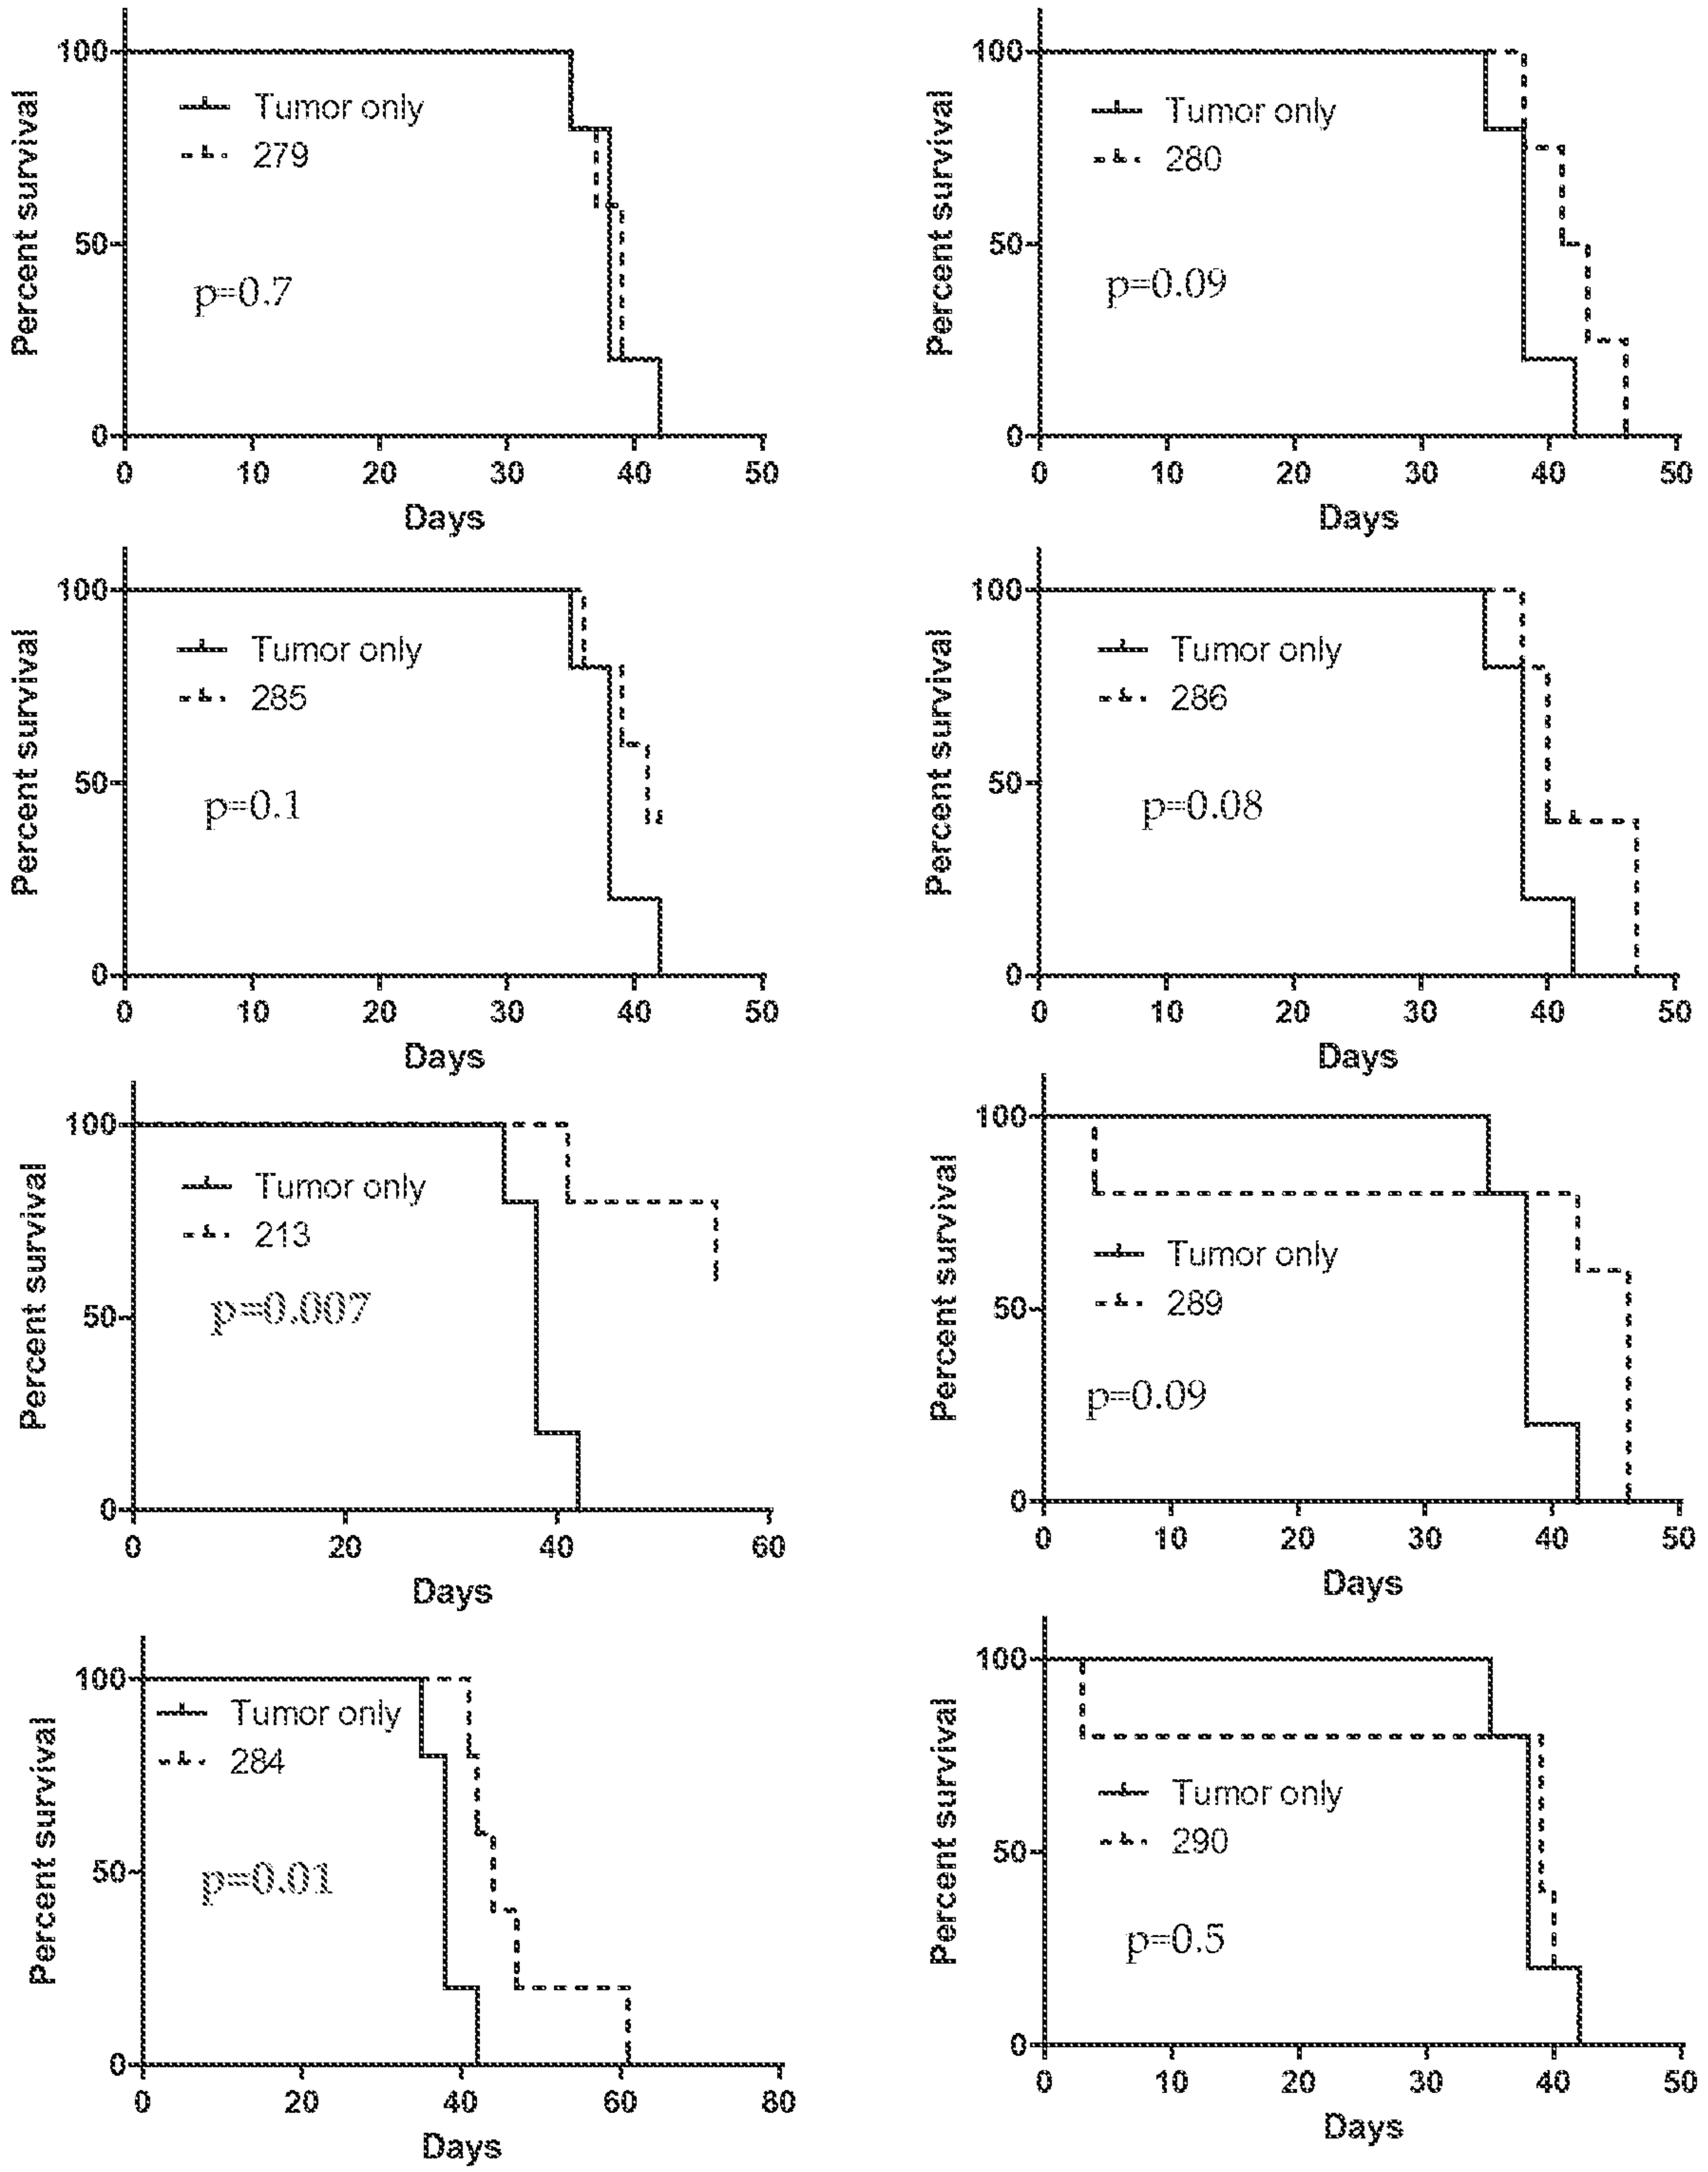 Percent survival
100
50
0
Tumor only
279
p=0.7
0 10 20 30 40 50
Days
Percent survival
100
50
0
Tumor only
280
p=0.09
0 10 20 30 40 50
Days
Percent survival
100
50
0
Tumor only
285
p=0.1
0 10 20 30 40 50
Days
Percent survival
100
50
0
Tumor only
286
p=0.08
0 10 20 30 40 50
Days
Percent survival
100
50
0
Tumor only
213
p=0.007
0 20 40 60
Days
Percent survival
100
50
0
Tumor only
289
p=0.09
0 10 20 30 40 50
Days
Percent survival
100
50
0
Tumor only
284
p=0.01
0 20 40 60 80
Days
Percent survival
100
50
0
Tumor only
290
p=0.5
0 10 20 30 40 50
Days